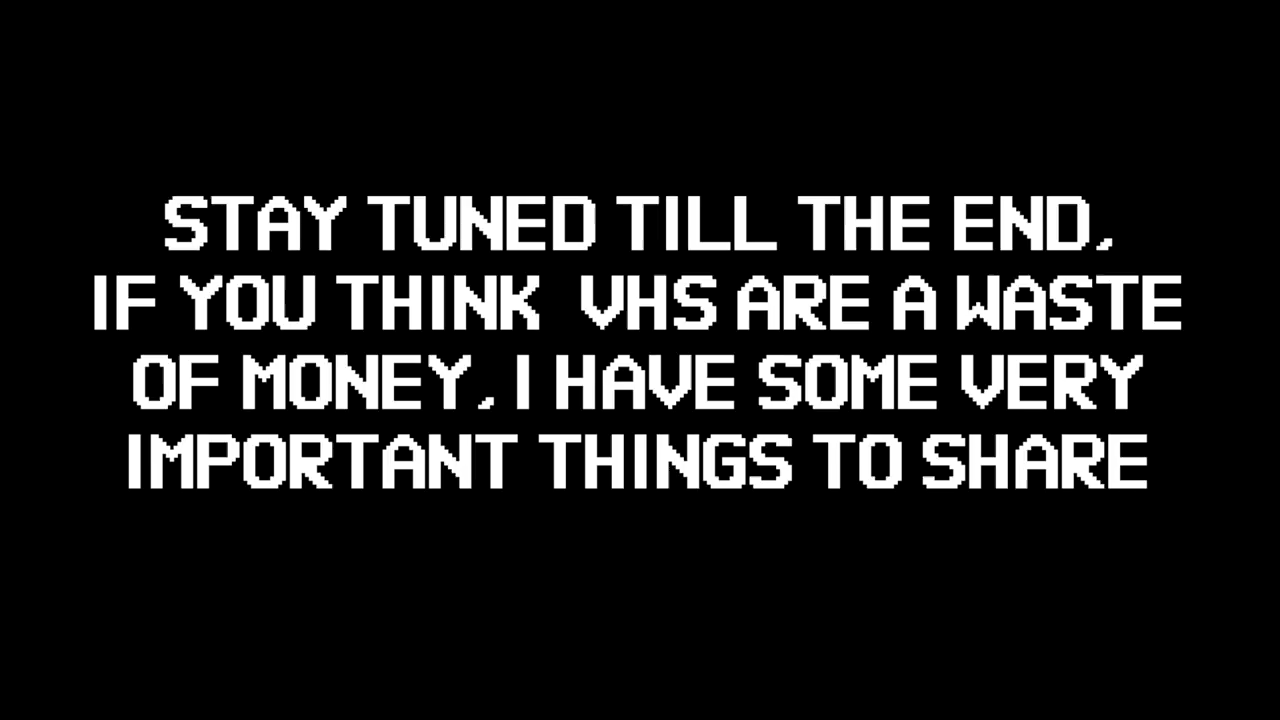 STAY TUNED TILL THE END,
IF YOU THINK VHS ARE A WASTE
OF MONEY, I HAVE SOME VERY
IMPORTANT THINGS TO SHARE